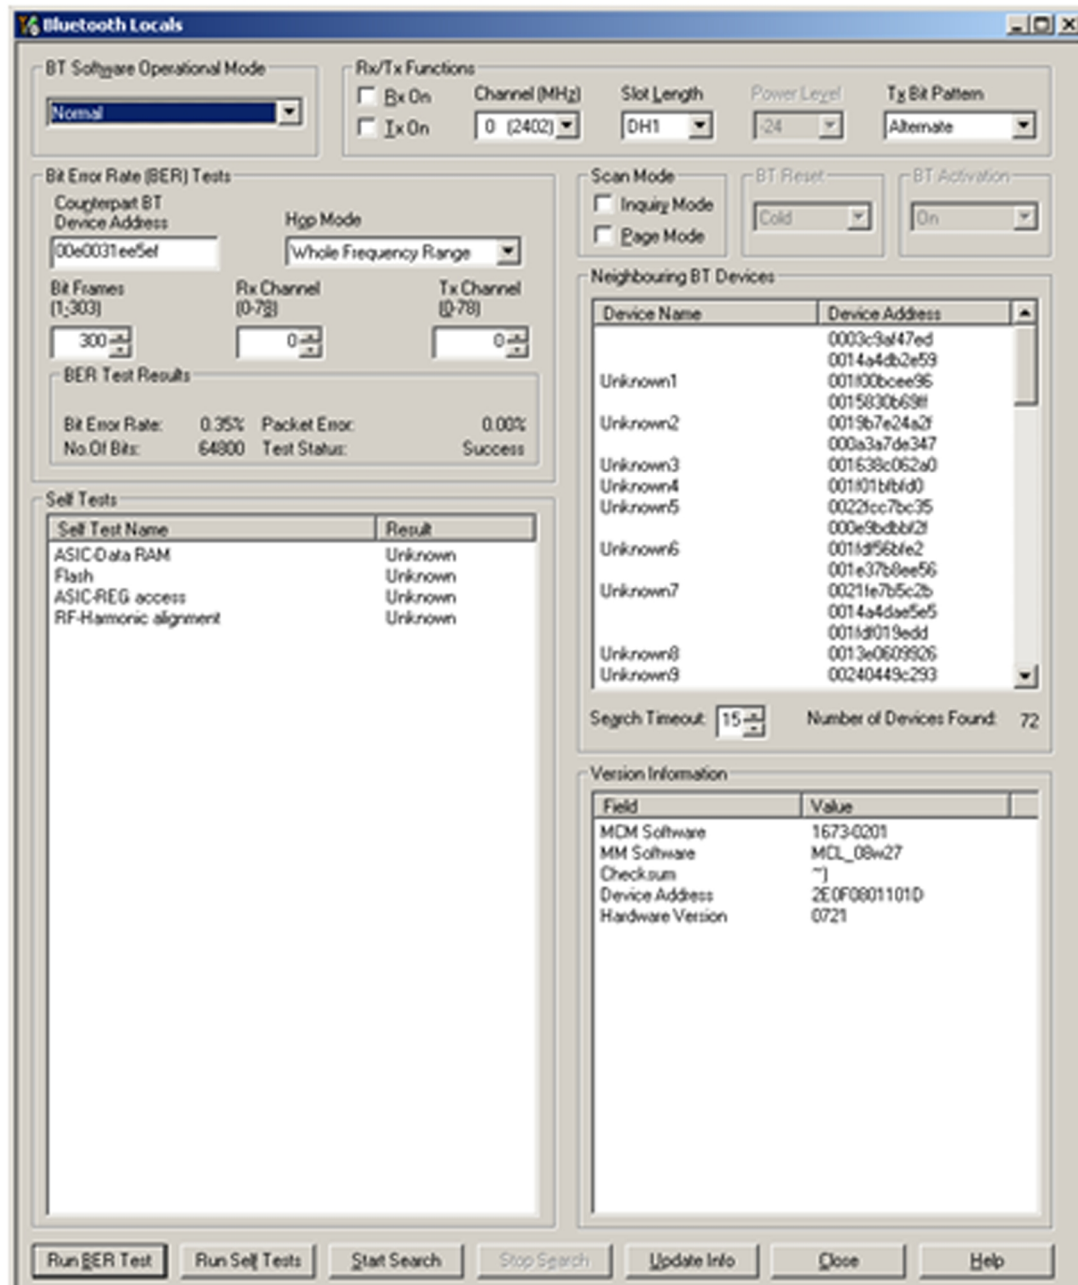 Bluetooth Locals
BT Software Operational Mode
Normal
Rx/Tx Functions
Rx On
Tx On
Channel (MHz)
0 (2402)
Slot Length
DH1
Power Level
-24
Tx Bit Pattern
Alternate
Bit Error Rate (BER) Tests
Counterpart BT
Device Address
00e0031ee5ef
Hop Mode
Whole Frequency Range
Bit Frames
(1-303)
300
Rx Channel
(0-78)
0
Tx Channel
(0-78)
0
BER Test Results
Bit Error Rate: 0.35% Packet Error: 0.00%
No.Of Bits: 64800 Test Status: Success
Scan Mode
Inquiry Mode
Page Mode
BT Reset
Cold
BT Activation
On
Neighbouring BT Devices
Device Name Device Address
0003c9af47ed
0014a4db2e59
Unknown1 001f00bcee96
0015830b69ff
Unknown2 0019b7e24a2f
000a3a7de347
Unknown3 001638c062a0
Unknown4 001f01bfbfd0
Unknown5 0022fcc7bc35
000e9bdbbf2f
Unknown6 001fdf56bfe2
001e37b8ee56
Unknown7 0021fe7b5c2b
0014a4dae5e5
001fdf019edd
Unknown8 0013e0609926
Unknown9 00240449c293
Search Timeout: 15 Number of Devices Found: 72
Self Tests
Self Test Name Result
ASIC-Data RAM Unknown
Flash Unknown
ASIC-REG access Unknown
RF-Harmonic alignment Unknown
Version Information
Field Value
MCM Software 1673-0201
MM Software MCL_08w27
Checksum ~}
Device Address 2E0F0801101D
Hardware Version 0721
Run BER Test Run Self Tests Start Search Stop Search Update Info Close Help